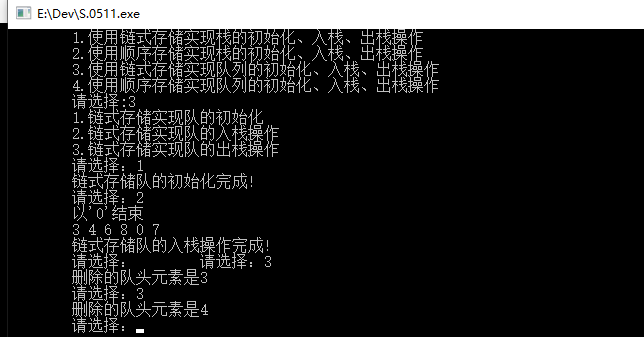 E:\Dev\S.0511.exe
1.使用链式存储实现栈的初始化、入栈、出栈操作
2.使用顺序存储实现栈的初始化、入栈、出栈操作
3.使用链式存储实现队列的初始化、入栈、出栈操作
4.使用顺序存储实现队列的初始化、入栈、出栈操作
请选择:3
1.链式存储实现队的初始化
2.链式存储实现队的入栈操作
3.链式存储实现队的出栈操作
请选择：1
链式存储队的初始化完成!
请选择：2
以'0'结束
3 4 6 8 0 7
链式存储队的入栈操作完成!
请选择：        请选择：3
删除的队头元素是3
请选择：3
删除的队头元素是4
请选择：